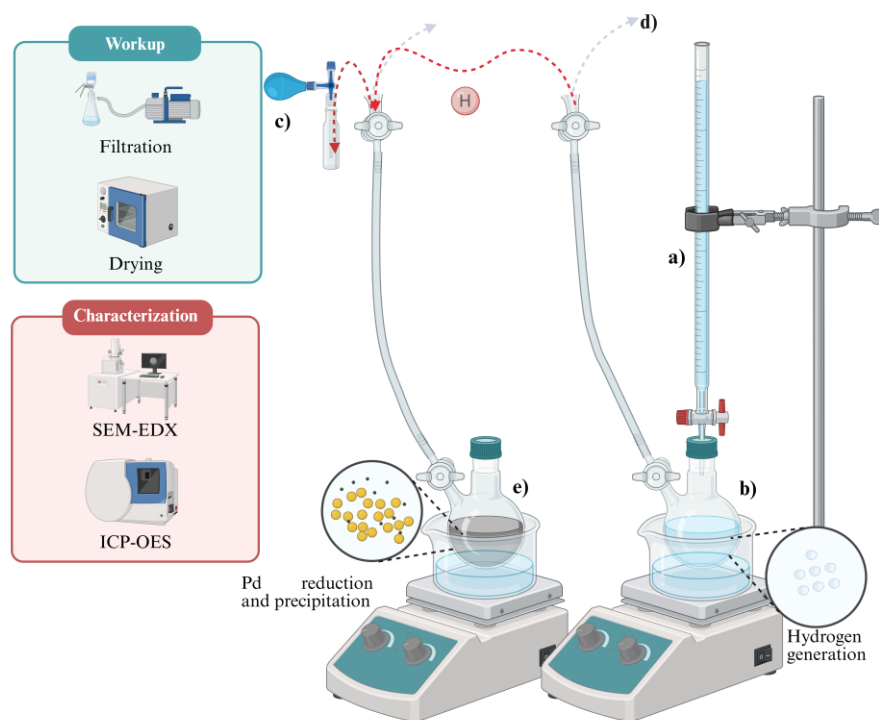 Workup
Filtration
Drying
Characterization
SEM-EDX
ICP-OES
c)
H
d)
a)
b)
e)
Pd reduction
and precipitation
Hydrogen
generation